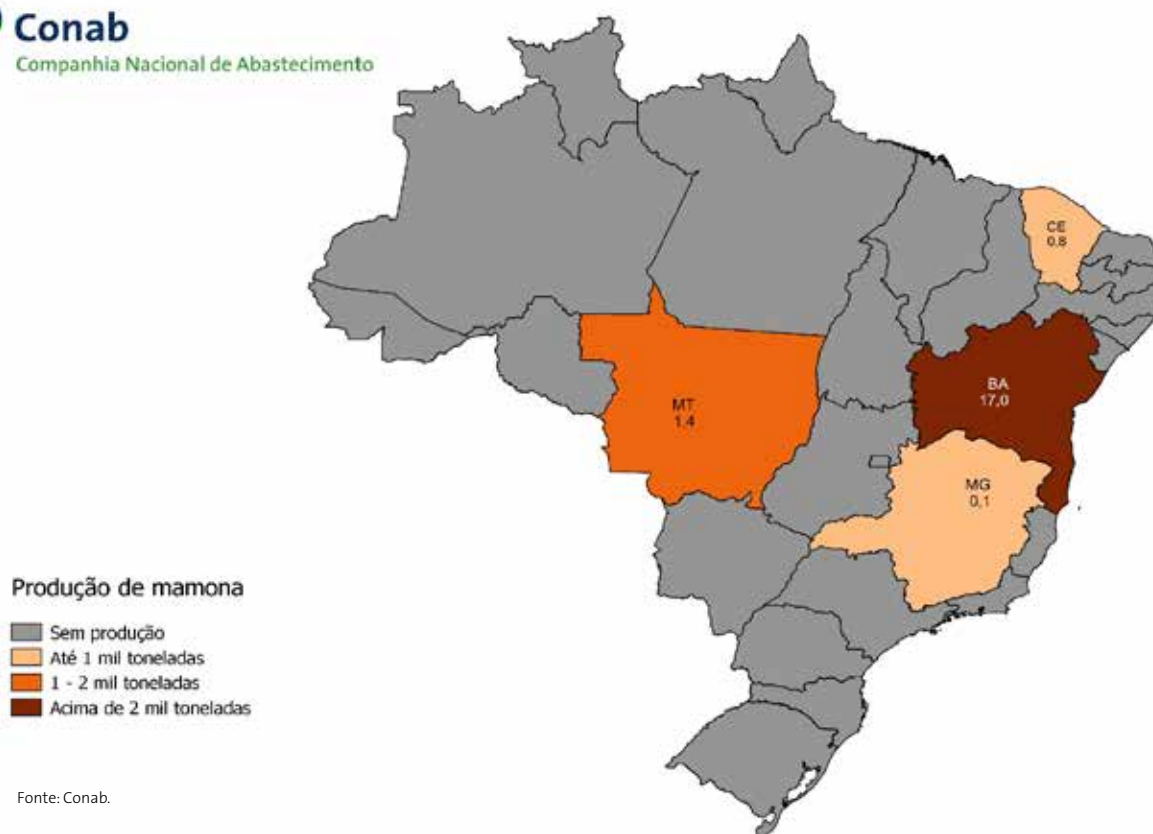 Conab
Companhia Nacional de Abastecimento
CE
0,8
BA
17,0
MT
1,4
MG
0,1
Produção de mamona
Sem produção
Até 1 mil toneladas
1 - 2 mil toneladas
Acima de 2 mil toneladas
Fonte: Conab.